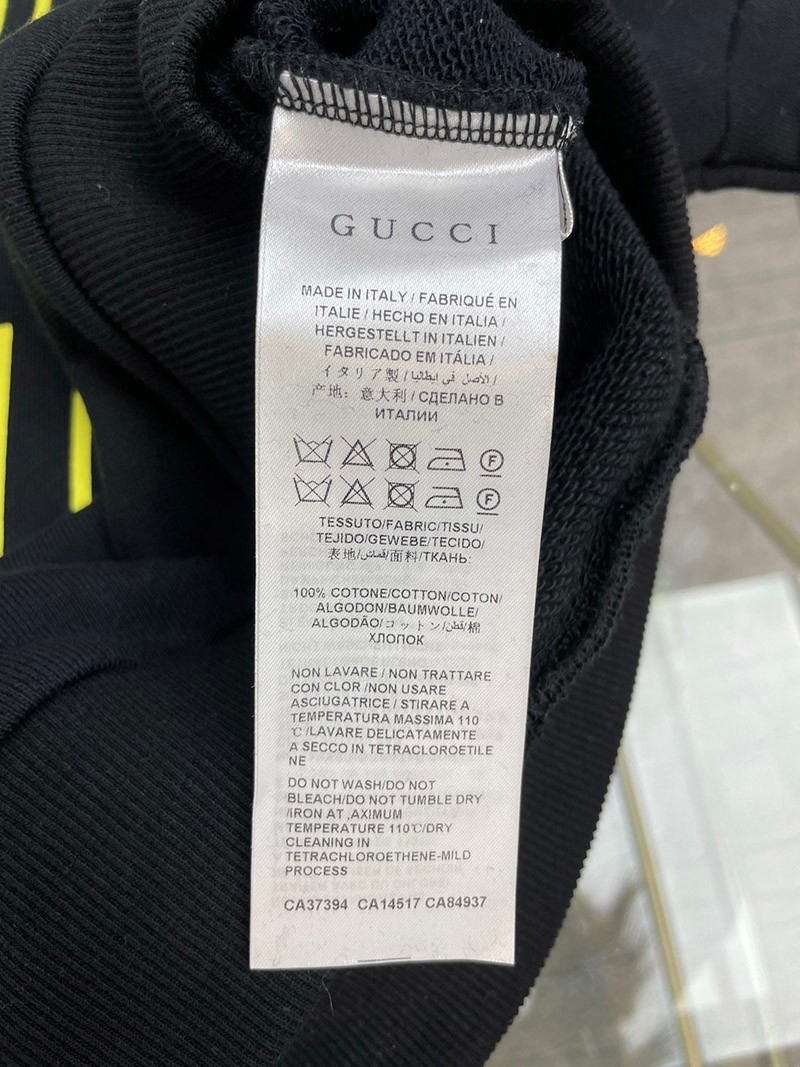 GUCCI
MADE IN ITALY / FABRIQUÉ EN
ITALIE / HECHO EN ITALIA /
HERGESTELLT IN ITALIEN /
FABRICADO EM ITÁLIA /
イタリア製 / الأصل في إيطاليا /
产地: 意大利 / СДЕЛАНО В
ИТАЛИИ
F
F
TESSUTO/FABRIC/TISSU/
TEJIDO/GEWEBE/TECIDO/
表地/قماش/面料/ТКАНЬ:
100% COTONE/COTTON/COTON/
ALGODON/BAUMWOLLE/
ALGODÃO/コットン/قطن/棉
ХЛОПОК
NON LAVARE / NON TRATTARE
CON CLOR /NON USARE
ASCIUGATRICE / STIRARE A
TEMPERATURA MASSIMA 110
℃ /LAVARE DELICATAMENTE
A SECCO IN TETRACLOROETILE
NE
DO NOT WASH/DO NOT
BLEACH/DO NOT TUMBLE DRY
/IRON AT ,AXIMUM
TEMPERATURE 110℃/DRY
CLEANING IN
TETRACHLOROETHENE-MILD
PROCESS
CA37394 CA14517 CA84937